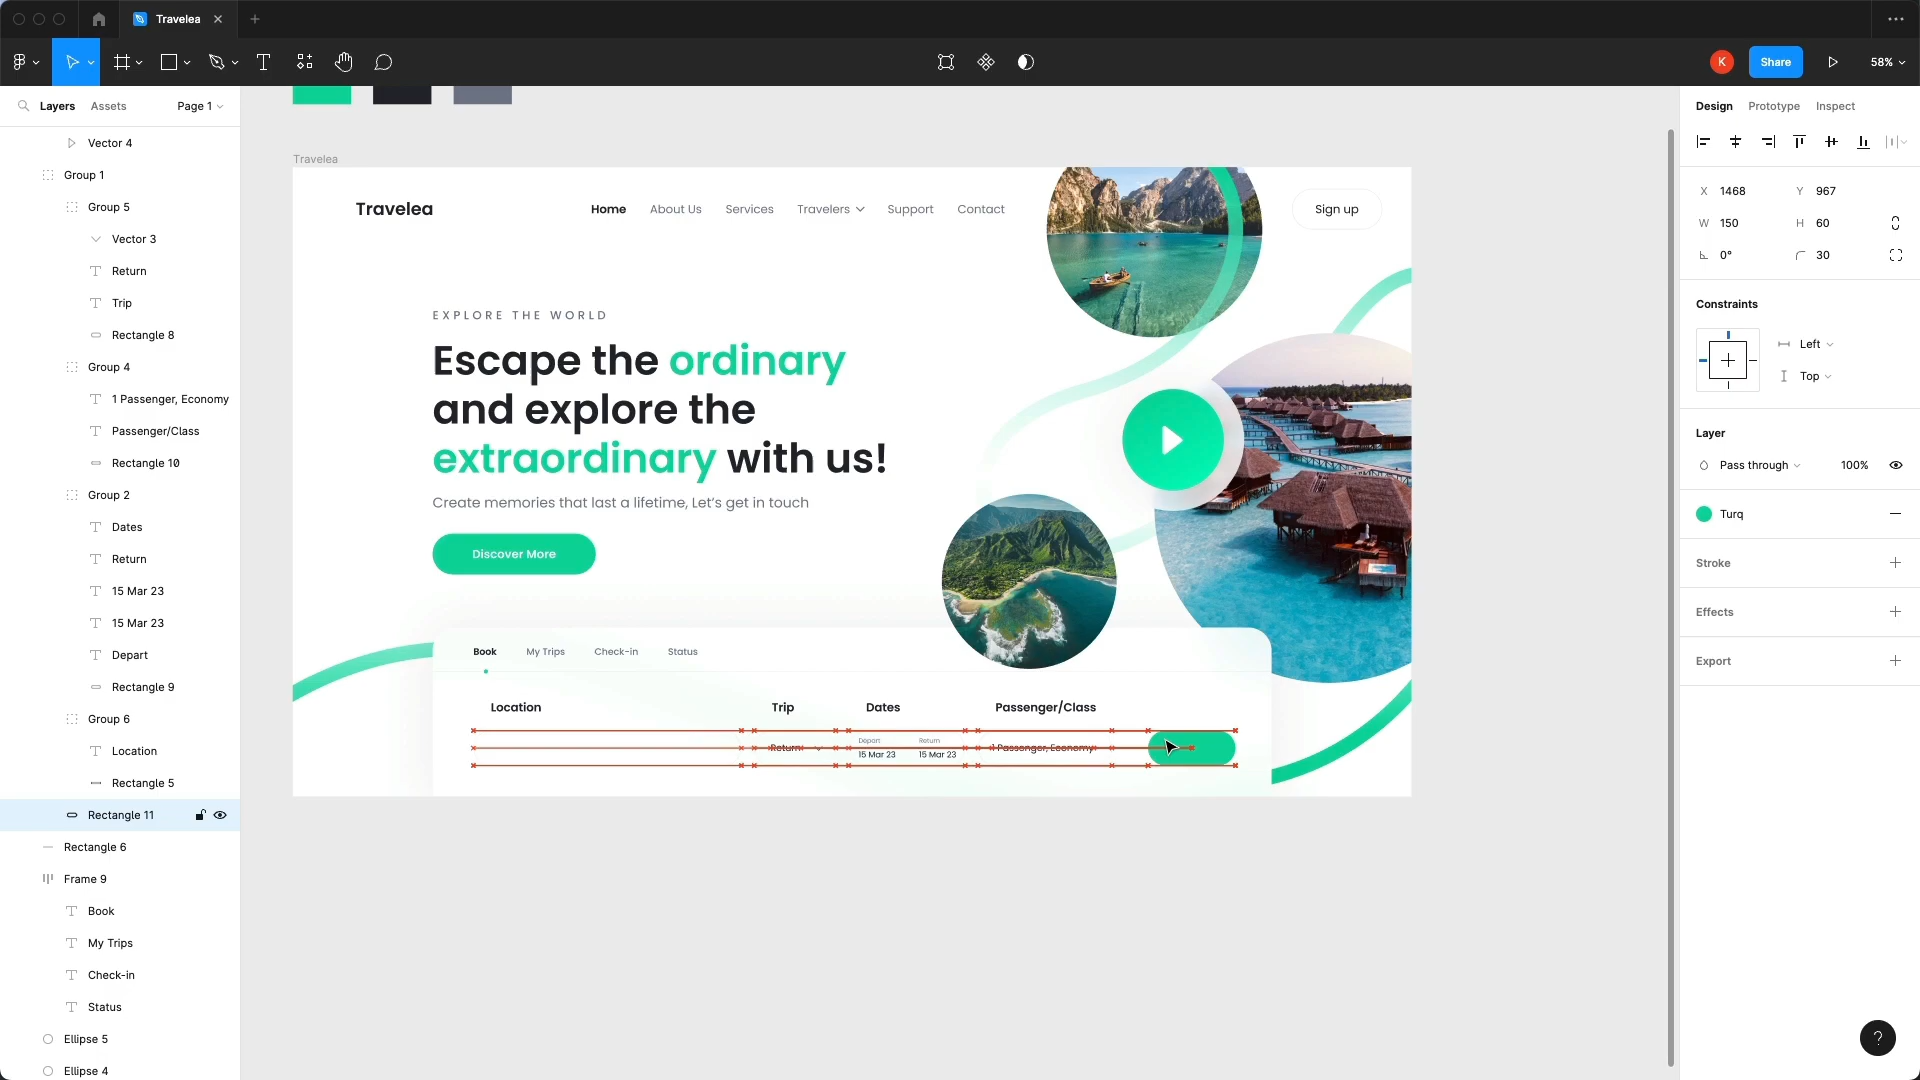 Travelea
K
Share
58%
Layers
Assets
Page 1
Design
Prototype
Inspect
Vector 4
Group 1
Group 5
Vector 3
Return
Trip
Rectangle 8
Group 4
1 Passenger, Economy
Passenger/Class
Rectangle 10
Group 2
Dates
Return
15 Mar 23
15 Mar 23
Depart
Rectangle 9
Group 6
Location
Rectangle 5
Rectangle 11
Rectangle 6
Frame 9
Book
My Trips
Check-in
Status
Ellipse 5
Ellipse 4
Travelea
Travelea
Home
About Us
Services
Travelers
Support
Contact
Sign up
EXPLORE THE WORLD
Escape the ordinary
and explore the
extraordinary with us!
Create memories that last a lifetime, Let's get in touch
Discover More
Book
My Trips
Check-in
Status
Location
Trip
Dates
Passenger/Class
Return
Depart
15 Mar 23
Return
15 Mar 23
1 Passenger, Economy
X 1468
Y 967
W 150
H 60
0°
30
Constraints
Left
Top
Layer
Pass through
100%
Turq
Stroke
Effects
Export
?